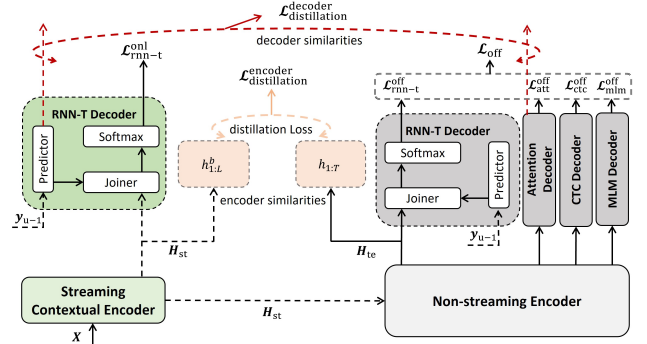 ℒ^decoder_distillation
decoder similarities
ℒ^onl_rnn−t
ℒ_off
ℒ^encoder_distillation
ℒ^off_rnn−t ℒ^off_att ℒ^off_ctc ℒ^off_mlm
RNN-T Decoder
Softmax
Predictor
Joiner
y_u−1
distillation Loss
h^b_1:L
h_1:T
encoder similarities
RNN-T Decoder
Softmax
Joiner
Predictor
y_u−1
Attention
Decoder
CTC Decoder
MLM Decoder
H_st
H_te
Streaming
Contextual Encoder
H_st
Non-streaming Encoder
X